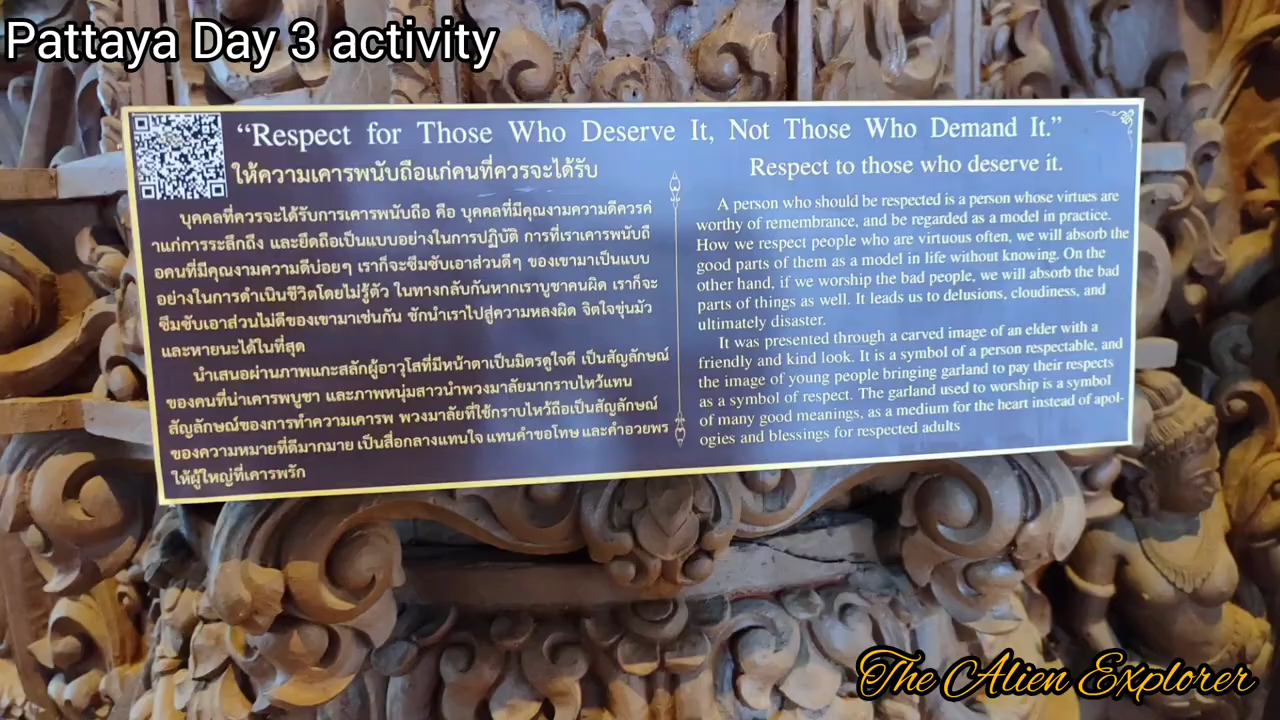 Pattaya Day 3 activity
“Respect for Those Who Deserve It, Not Those Who Demand It.”
ให้ความเคารพนับถือแก่คนที่ควรจะได้รับ
บุคคลที่ควรจะได้รับการเคารพนับถือ คือ บุคคลที่มีคุณงามความดีควรค่
าแก่การระลึกถึง และยึดถือเป็นแบบอย่างในการปฏิบัติ การที่เราเคารพนับถื
อคนที่มีคุณงามความดีบ่อยๆ เราก็จะซึมซับเอาส่วนดีๆ ของเขามาเป็นแบบ
อย่างในการดำเนินชีวิตโดยไม่รู้ตัว ในทางกลับกันหากเราบูชาคนผิด เราก็จะ
ซึมซับเอาส่วนไม่ดีของเขามาเช่นกัน ชักนำเราไปสู่ความหลงผิด จิตใจขุ่นมัว
และหายนะได้ในที่สุด
นำเสนอผ่านภาพแกะสลักผู้อาวุโสที่มีหน้าตาเป็นมิตรดูใจดี เป็นสัญลักษณ์
ของคนที่น่าเคารพบูชา และภาพหนุ่มสาวนำพวงมาลัยมากราบไหว้แทน
สัญลักษณ์ของการทำความเคารพ พวงมาลัยที่ใช้กราบไหว้ถือเป็นสัญลักษณ์
ของความหมายที่ดีมากมาย เป็นสื่อกลางแทนใจ แทนคำขอโทษ และคำอวยพร
ให้ผู้ใหญ่ที่เคารพรัก
Respect to those who deserve it.
A person who should be respected is a person whose virtues are
worthy of remembrance, and be regarded as a model in practice.
How we respect people who are virtuous often, we will absorb the
good parts of them as a model in life without knowing. On the
other hand, if we worship the bad people, we will absorb the bad
parts of things as well. It leads us to delusions, cloudiness, and
ultimately disaster.
It was presented through a carved image of an elder with a
friendly and kind look. It is a symbol of a person respectable, and
the image of young people bringing garland to pay their respects
as a symbol of respect. The garland used to worship is a symbol
of many good meanings, as a medium for the heart instead of apol-
ogies and blessings for respected adults
The Alien Explorer